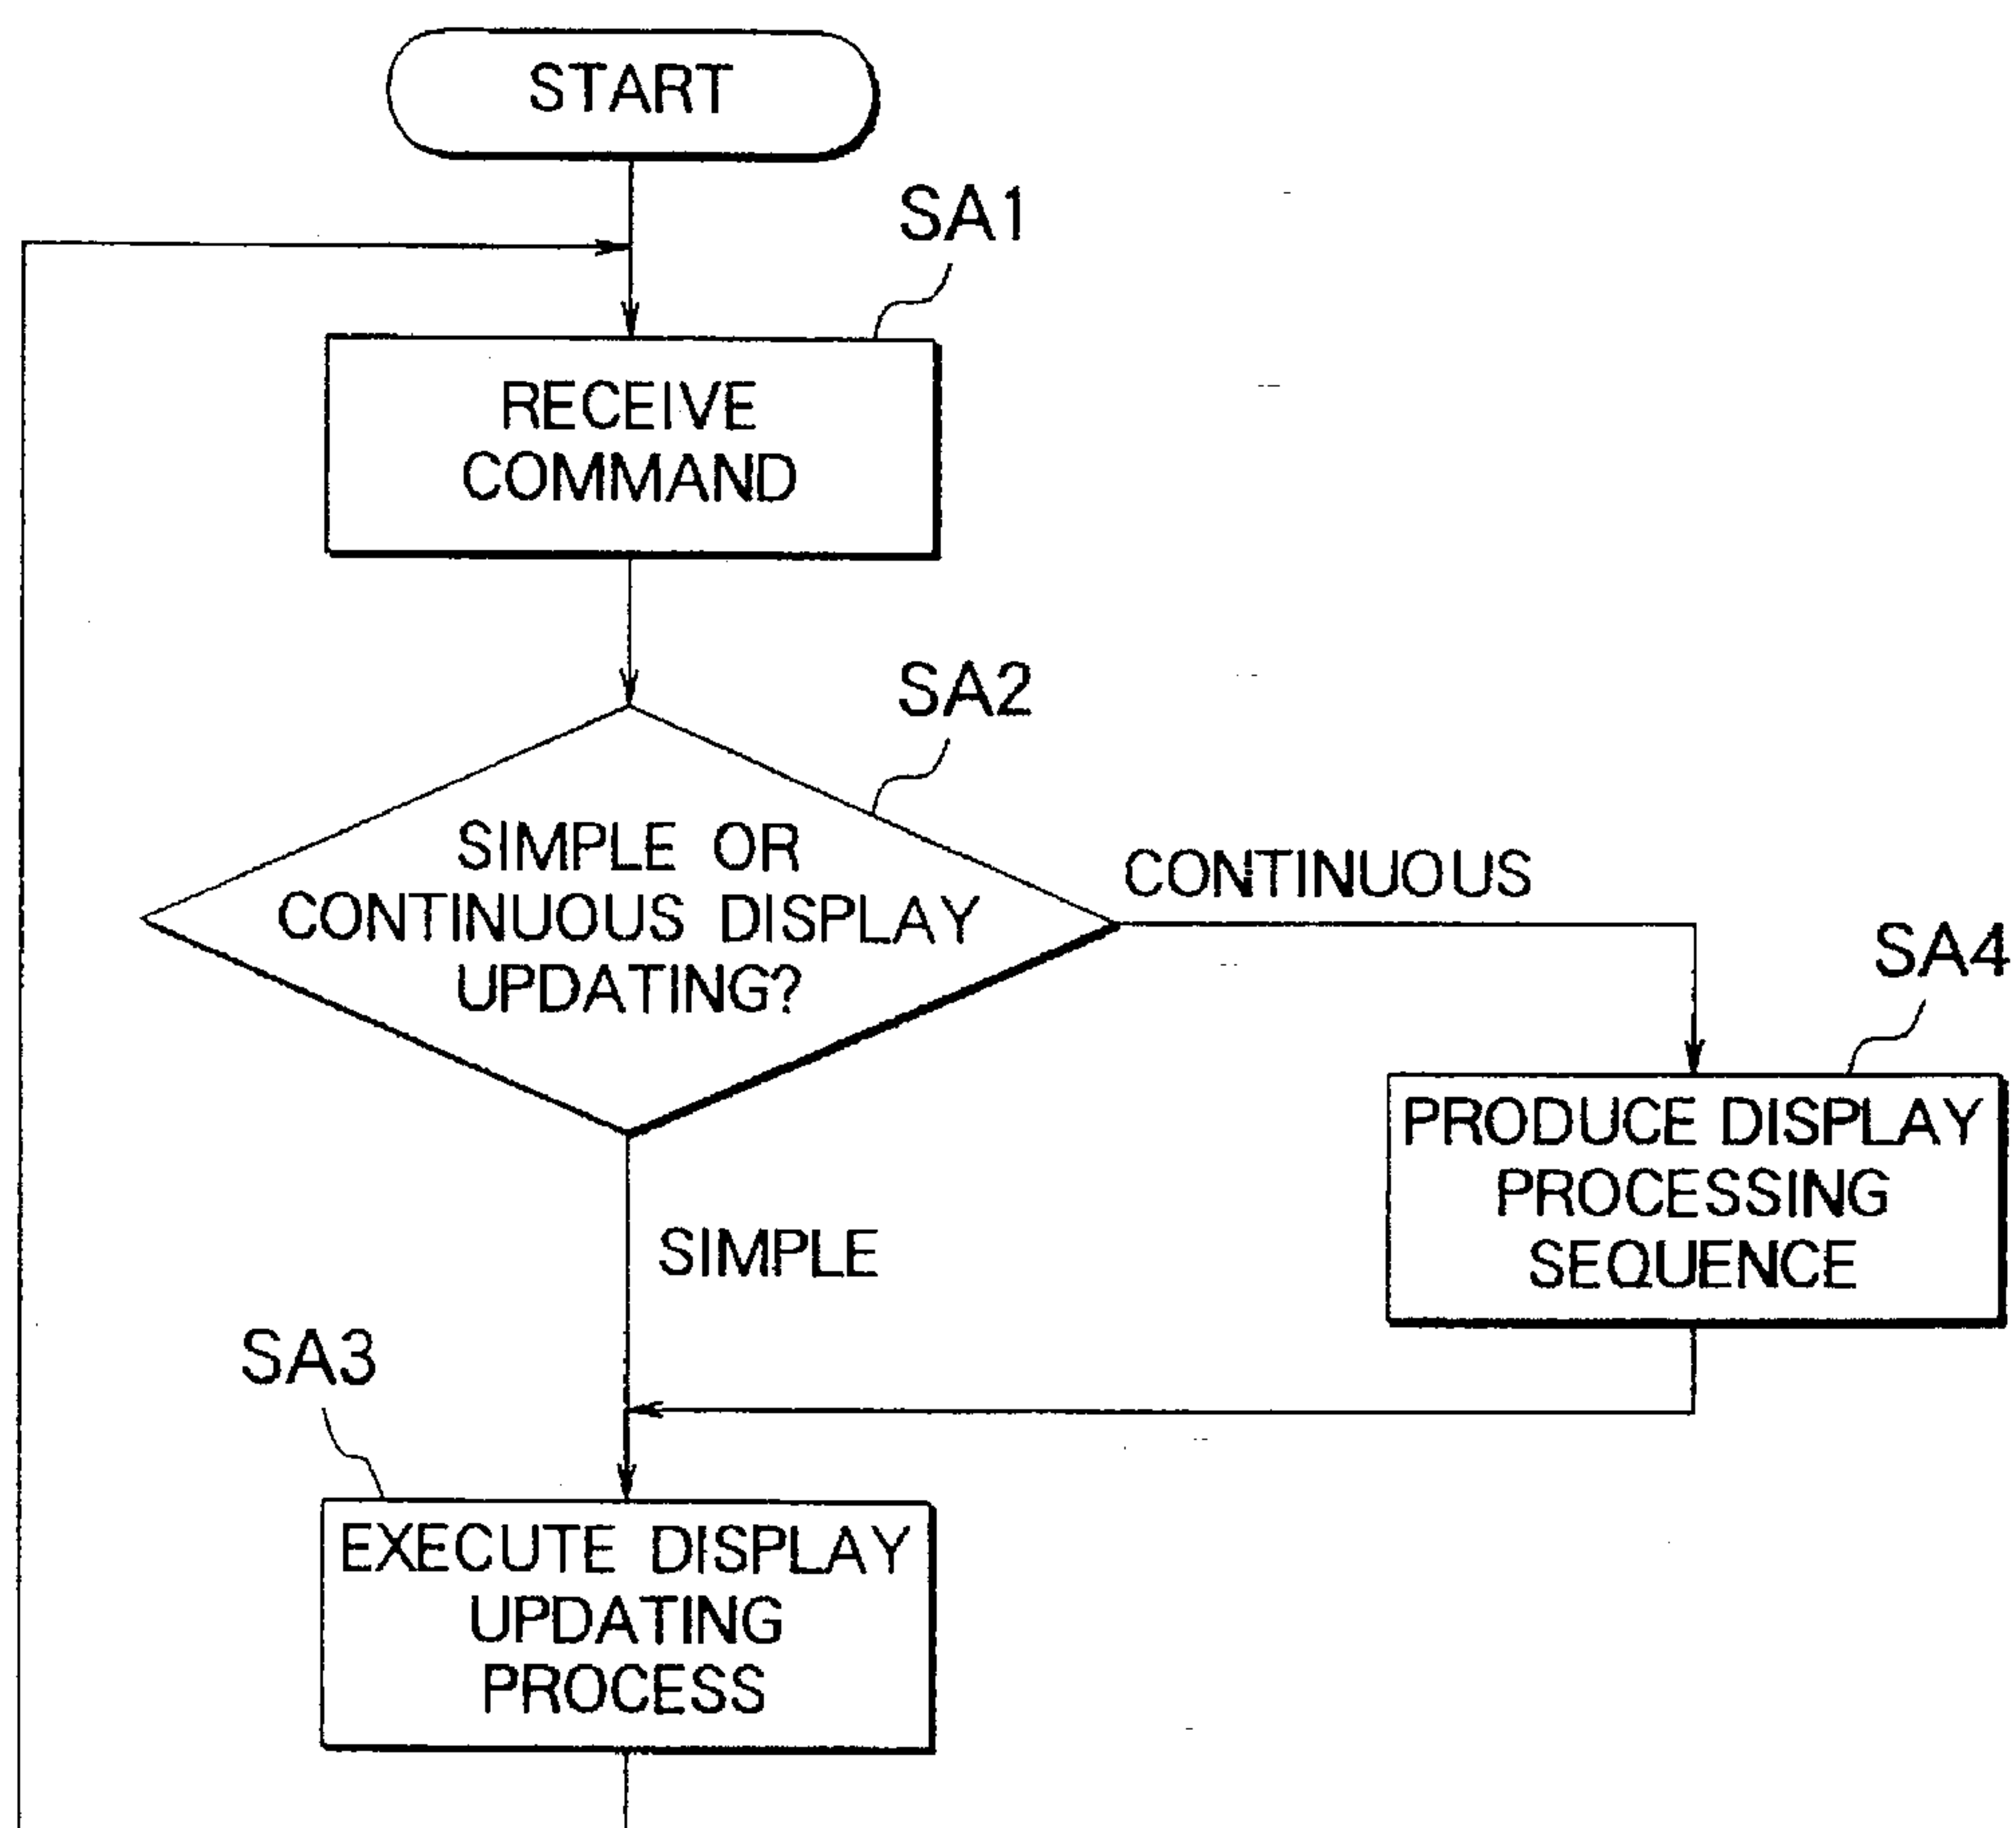 START
SA1
RECEIVE
COMMAND
SA2
SIMPLE OR
CONTINUOUS DISPLAY
UPDATING?
CONTINUOUS
SA4
PRODUCE DISPLAY
PROCESSING
SEQUENCE
SIMPLE
SA3
EXECUTE DISPLAY
UPDATING
PROCESS